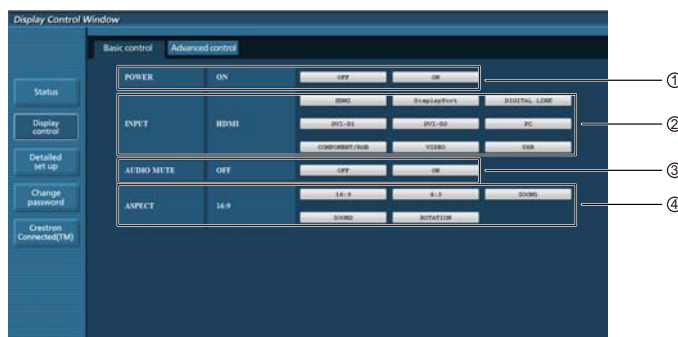 Display Control Window
Basic control Advanced control
Status
Display control
Detailed set up
Change password
Crestron Connected(TM)
POWER ON OFF ON ①
HDMI DisplayPort DIGITAL LINK
INPUT HDMI DVI-D1 DVI-D2 PC ②
COMPONENT/RGB VIDEO USB
AUDIO MUTE OFF OFF ON ③
16:9 4:3 ZOOM1
ASPECT 16:9 ④
ZOOM2 ROTATION